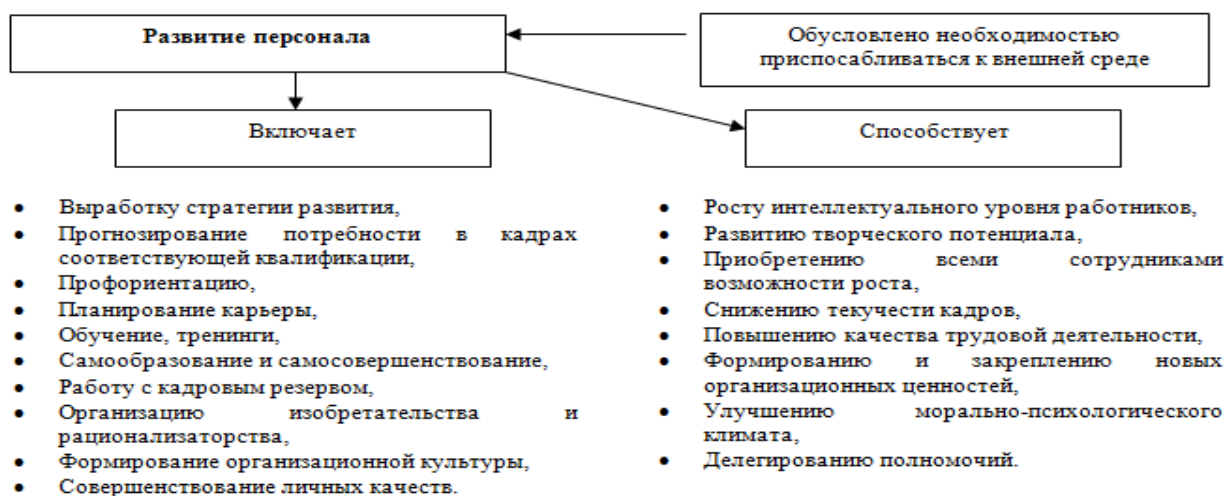 Развитие персонала
Обусловлено необходимостью
приспосабливаться к внешней среде
Включает
Способствует
• Выработку стратегии развития,
• Прогнозирование потребности в кадрах
соответствующей квалификации,
• Профориентацию,
• Планирование карьеры,
• Обучение, тренинги,
• Самообразование и самосовершенствование,
• Работу с кадровым резервом,
• Организацию изобретательства и
рационализаторства,
• Формирование организационной культуры,
• Совершенствование личных качеств.
• Росту интеллектуального уровня работников,
• Развитию творческого потенциала,
• Приобретению всеми сотрудниками
возможности роста,
• Снижению текучести кадров,
• Повышению качества трудовой деятельности,
• Формированию и закреплению новых
организационных ценностей,
• Улучшению морально-психологического
климата,
• Делегированию полномочий.